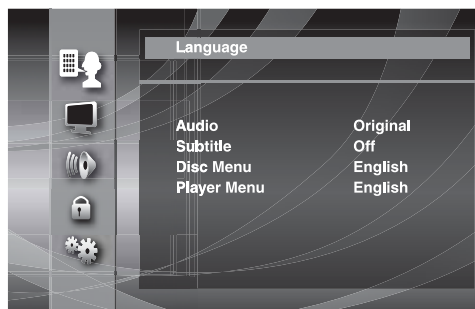 Language
Audio Original
Subtitle Off
Disc Menu English
Player Menu English